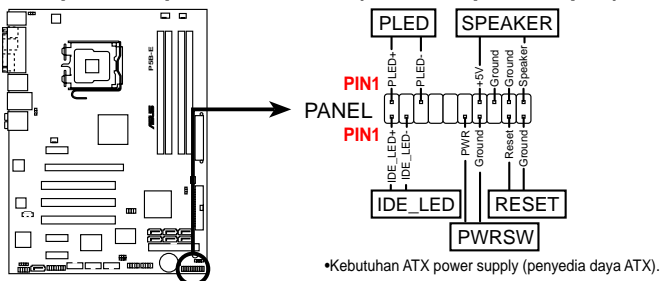 PLED SPEAKER
PLED+
PLED-
+5V
Ground
Ground
Speaker
PIN1
PANEL
PIN1
IDE_LED+
IDE_LED-
PWR
Ground
Reset
Ground
IDE_LED RESET
PWRSW
P5B-E
ASUS
•Kebutuhan ATX power supply (penyedia daya ATX).